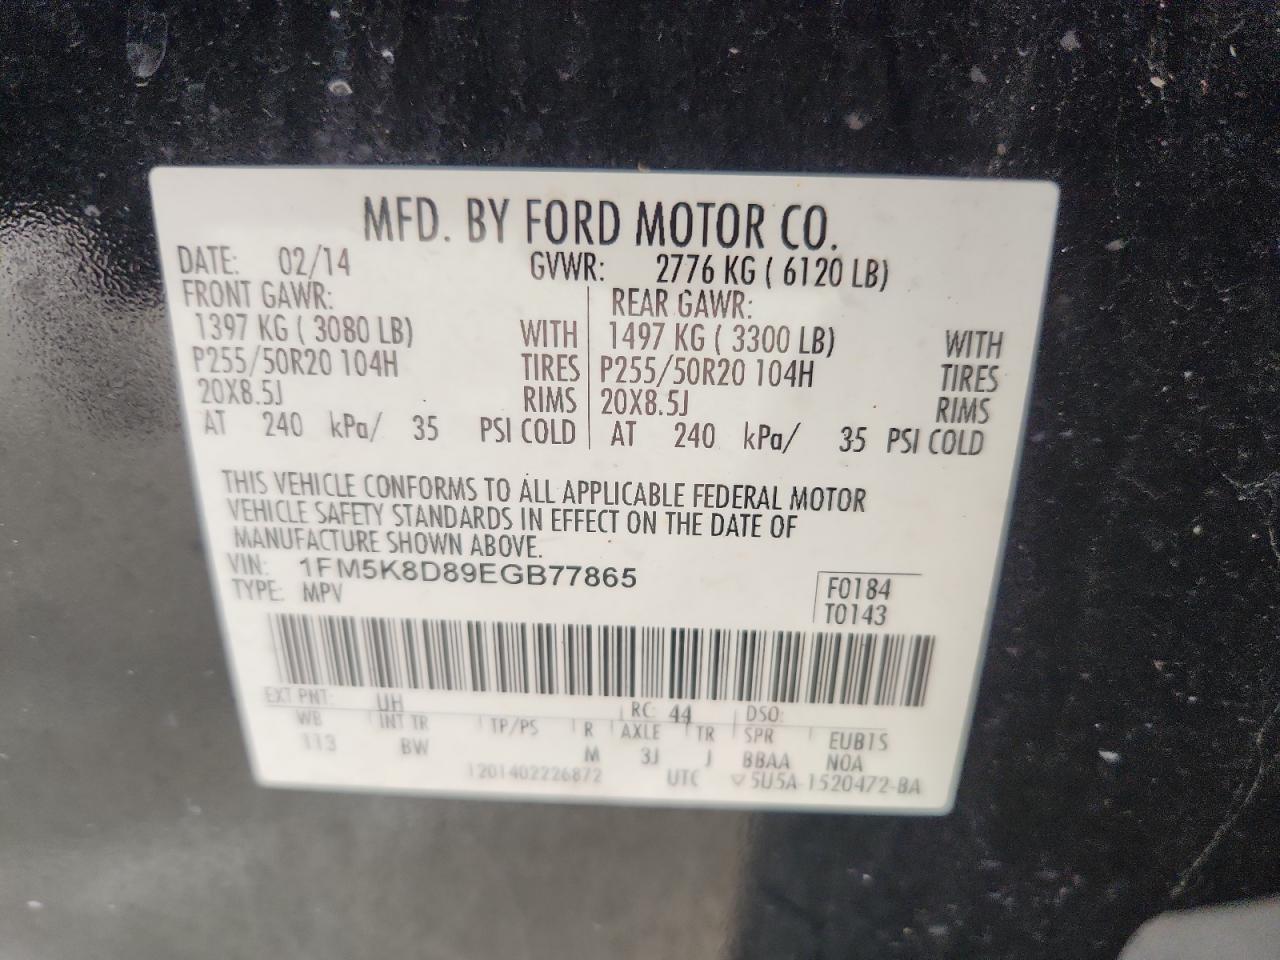 MFD. BY FORD MOTOR CO.
DATE: 02/14 GVWR: 2776 KG ( 6120 LB)
FRONT GAWR: REAR GAWR:
1397 KG ( 3080 LB) WITH 1497 KG ( 3300 LB) WITH
P255/50R20 104H TIRES P255/50R20 104H TIRES
20X8.5J RIMS 20X8.5J RIMS
AT 240 kPa/ 35 PSI COLD AT 240 kPa/ 35 PSI COLD
THIS VEHICLE CONFORMS TO ALL APPLICABLE FEDERAL MOTOR
VEHICLE SAFETY STANDARDS IN EFFECT ON THE DATE OF
MANUFACTURE SHOWN ABOVE.
VIN: 1FM5K8D89EGB77865
TYPE: MPV
F0184
T0143
EXT PNT: UH RC: 44 DSO:
WB INT TR TP/PS R AXLE TR SPR EUBTS
113 BW M 3J J BBAA NOA
1201402226872 UTC ▽5U5A-1520472-BA